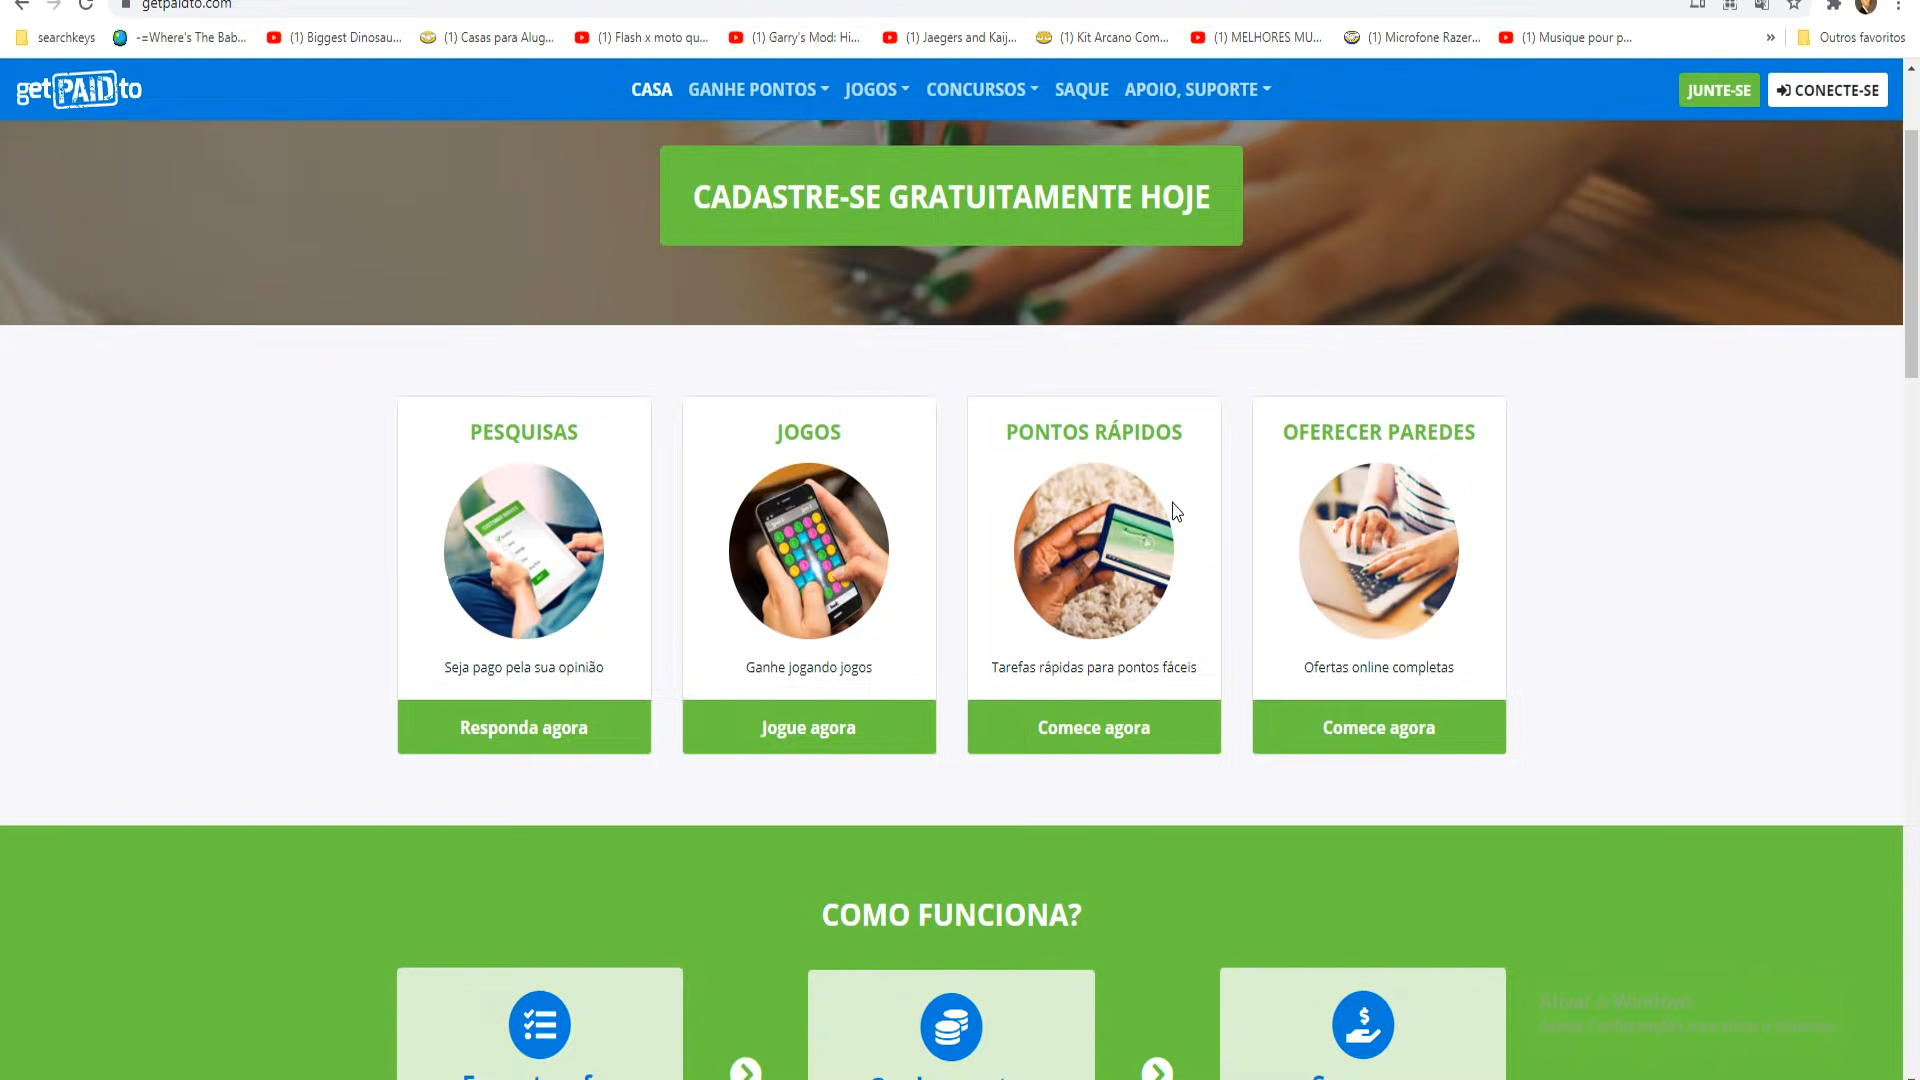 getpaidto.com
searchkeys
-=Where's The Bab...
(1) Biggest Dinosau...
(1) Casas para Alug...
(1) Flash x moto qu...
(1) Garry's Mod: Hi...
(1) Jaegers and Kaij...
(1) Kit Arcano Com...
(1) MELHORES MU...
(1) Microfone Razer...
(1) Musique pour p...
»
Outros favoritos
getPAIDto
CASA
GANHE PONTOS
JOGOS
CONCURSOS
SAQUE
APOIO, SUPORTE
JUNTE-SE
CONECTE-SE
CADASTRE-SE GRATUITAMENTE HOJE
PESQUISAS
JOGOS
PONTOS RÁPIDOS
OFERECER PAREDES
Seja pago pela sua opinião
Ganhe jogando jogos
Tarefas rápidas para pontos fáceis
Ofertas online completas
Responda agora
Jogue agora
Comece agora
Comece agora
COMO FUNCIONA?
Ativar o Windows